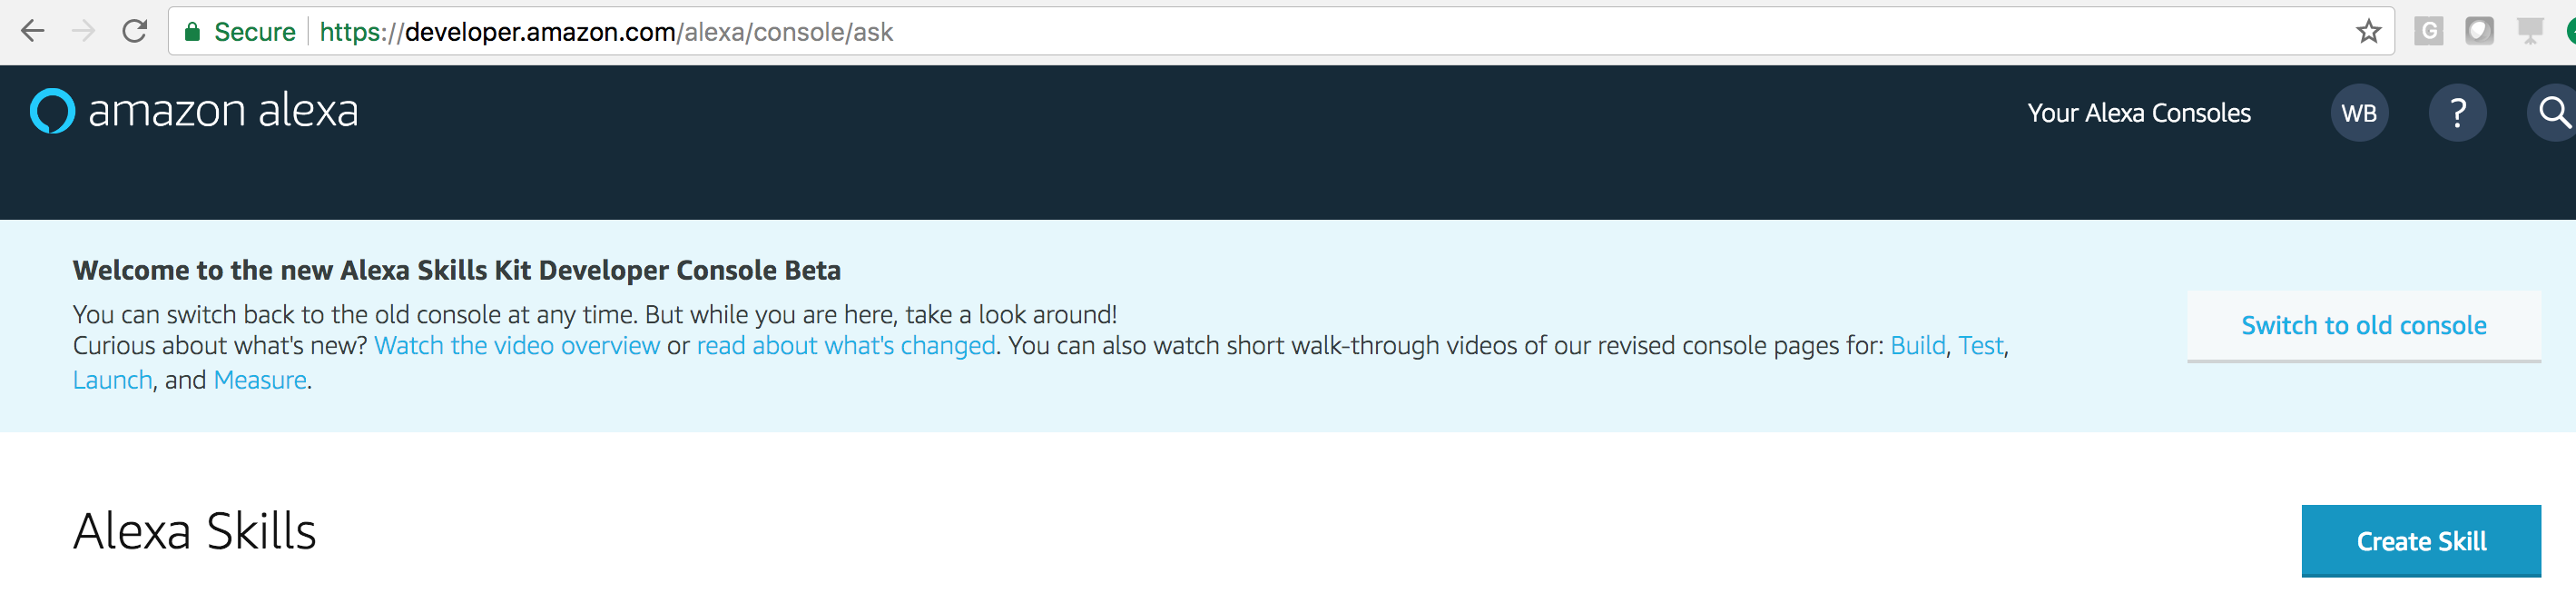 Secure https://developer.amazon.com/alexa/console/ask G
amazon alexa Your Alexa Consoles WB ?
Welcome to the new Alexa Skills Kit Developer Console Beta
You can switch back to the old console at any time. But while you are here, take a look around!
Curious about what's new? Watch the video overview or read about what's changed. You can also watch short walk-through videos of our revised console pages for: Build, Test,
Launch, and Measure.
Switch to old console
Alexa Skills
Create Skill